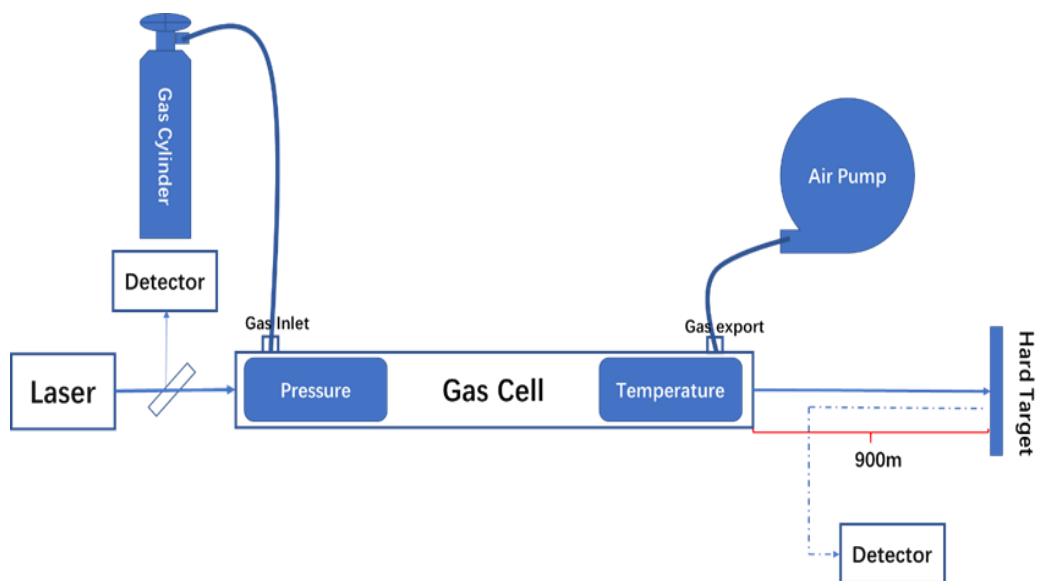 Gas Cylinder
Air Pump
Detector
Gas Inlet
Gas export
Laser
Pressure
Gas Cell
Temperature
Hard Target
900m
Detector